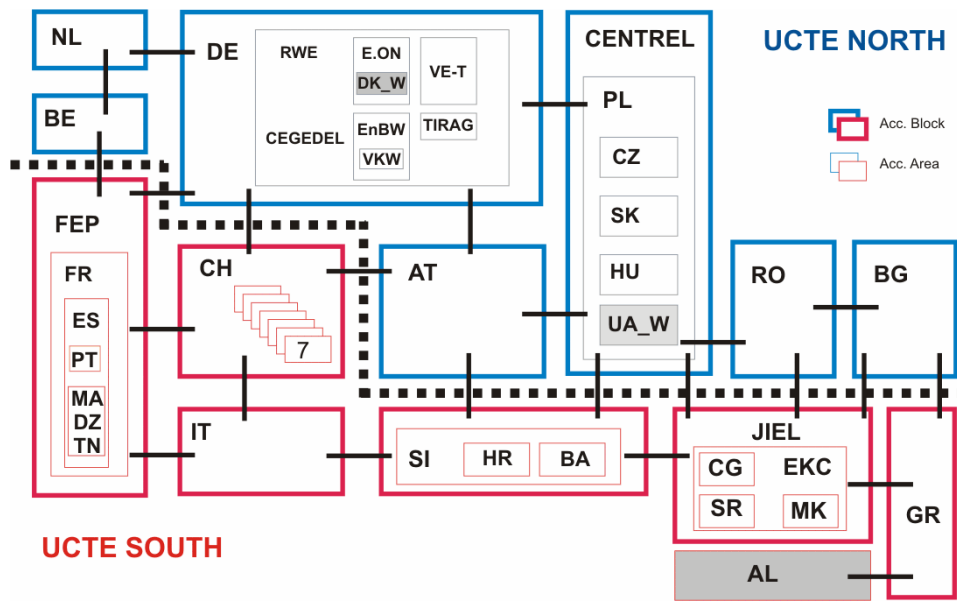 NL
DE
RWE
E.ON
DK_W
VE-T
CEGEDEL
EnBW
VKW
TIRAG
CENTREL
UCTE NORTH
PL
CZ
SK
HU
UA_W
Acc. Block
Acc. Area
BE
FEP
FR
ES
PT
MA
DZ
TN
CH
7
AT
RO
BG
IT
SI
HR
BA
JIEL
CG
EKC
SR
MK
GR
UCTE SOUTH
AL